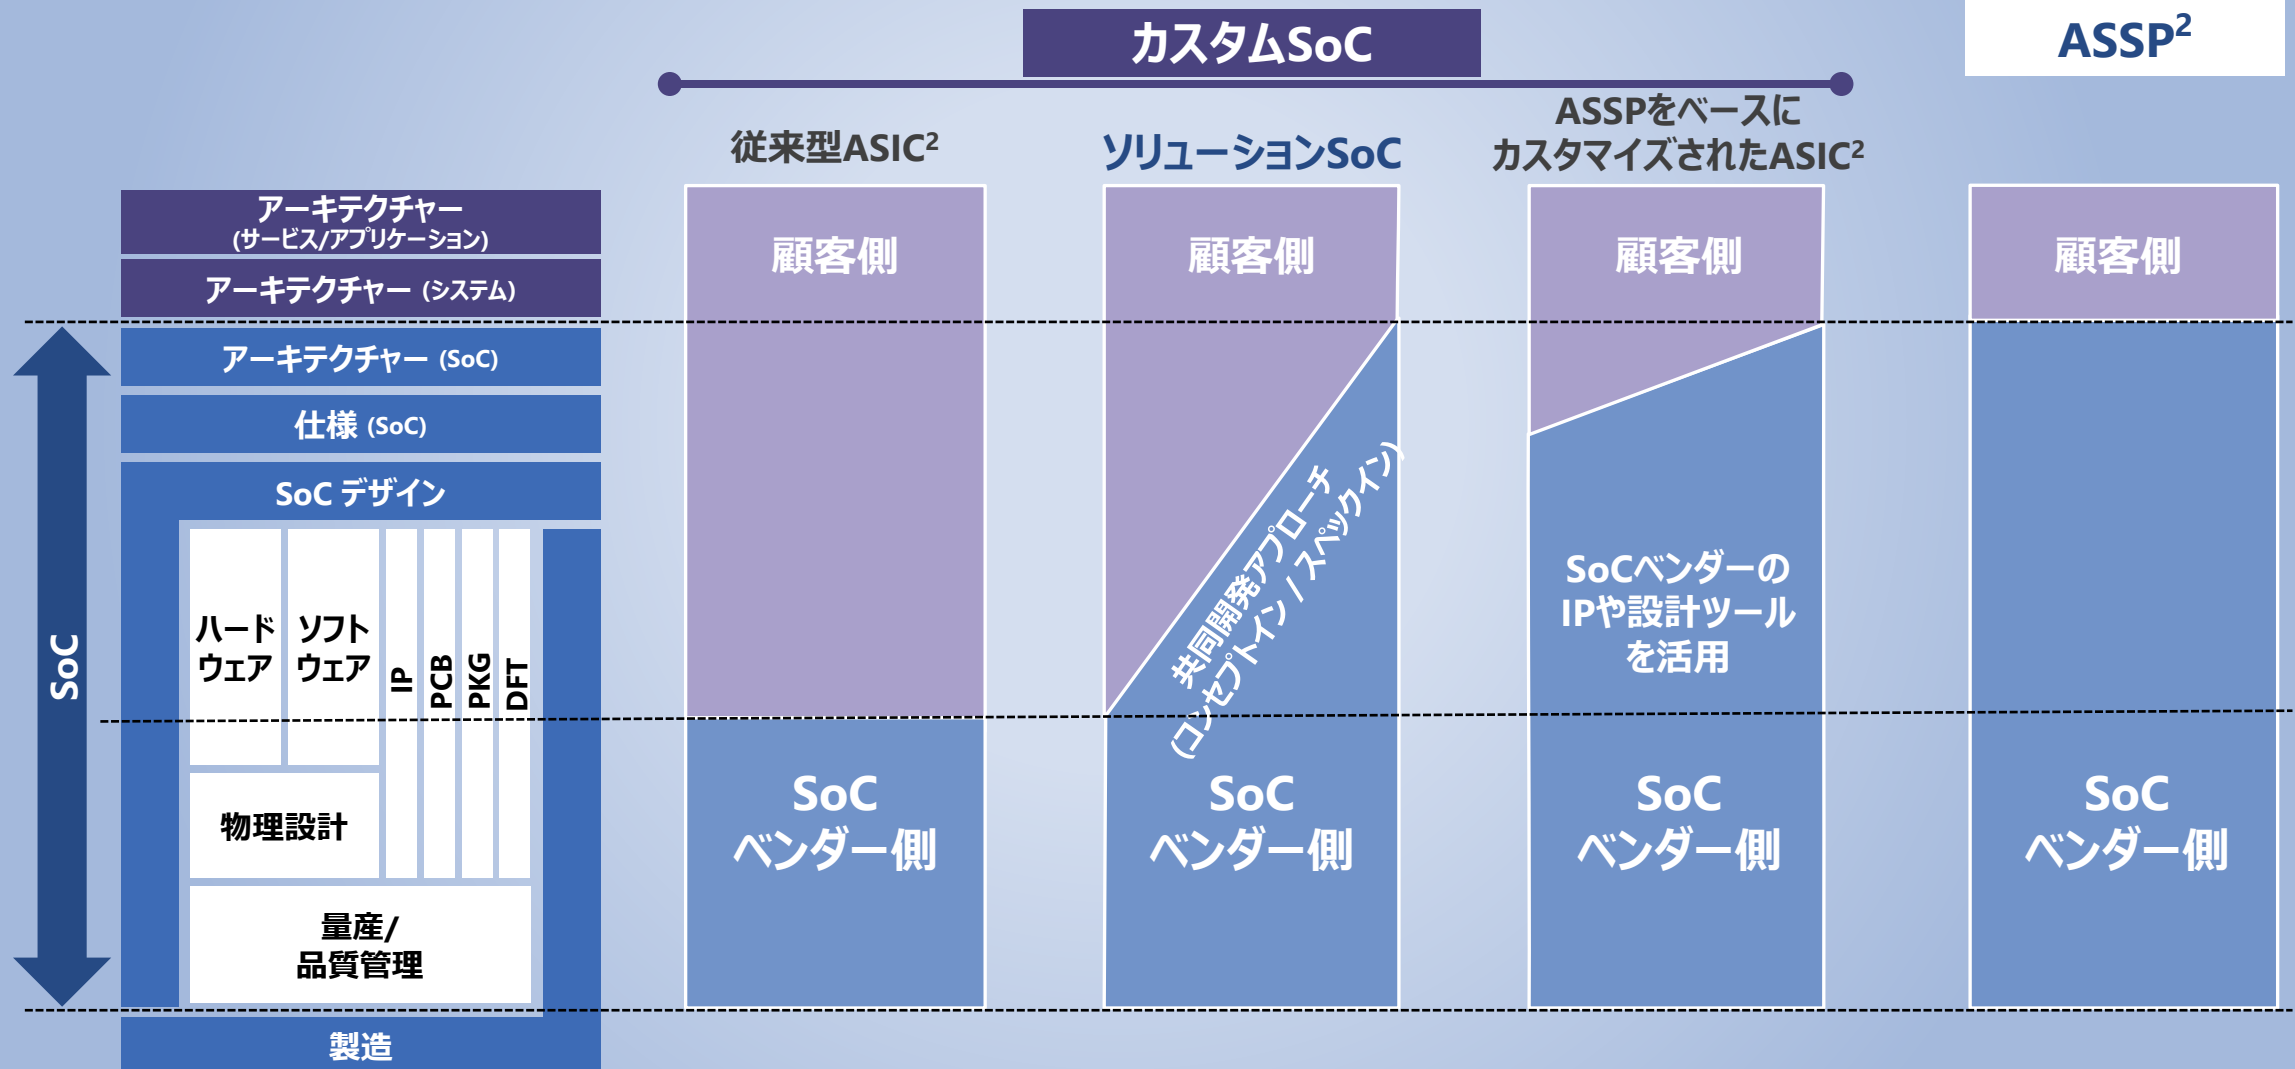 カスタムSoC
ASSP2
従来型ASIC2
ソリューションSoC
ASSPをベースに
カスタマイズされたASIC2
アーキテクチャー
(サービス/アプリケーション)
アーキテクチャー (システム)
アーキテクチャー (SoC)
仕様 (SoC)
SoC デザイン
ハード
ウェア
ソフト
ウェア
IP
PCB
PKG
DFT
物理設計
量産/
品質管理
製造
SoC
顧客側
SoC
ベンダー側
顧客側
共同開発アプローチ
(コンセプトイン / スペックイン)
SoC
ベンダー側
顧客側
SoCベンダーの
IPや設計ツール
を活用
SoC
ベンダー側
顧客側
SoC
ベンダー側